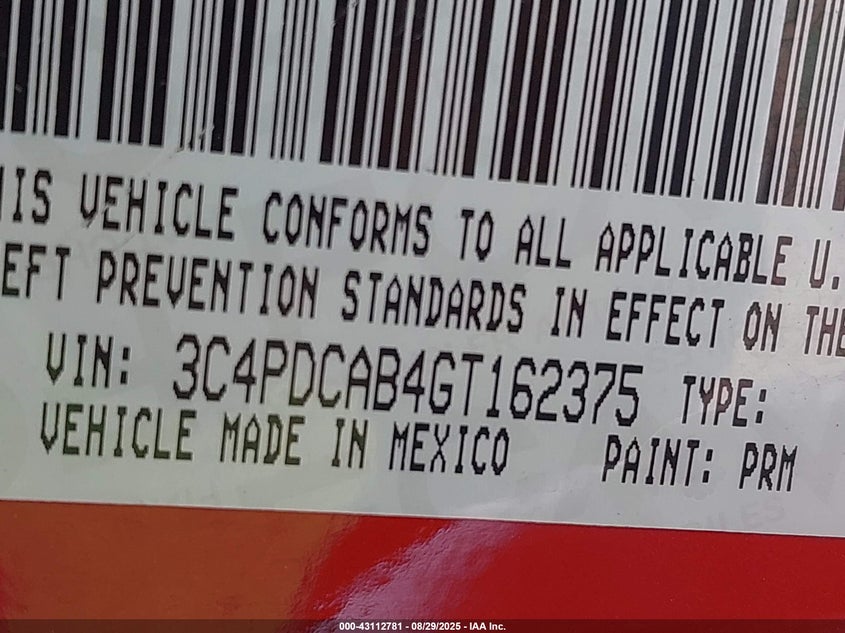 IS VEHICLE CONFORMS TO ALL APPLICABLE U.
EFT PREVENTION STANDARDS IN EFFECT ON THE
VIN: 3C4PDCAB4GT162375 TYPE:
VEHICLE MADE IN MEXICO PAINT: PRM
000-43112781 - 08/29/2025 - IAA Inc.